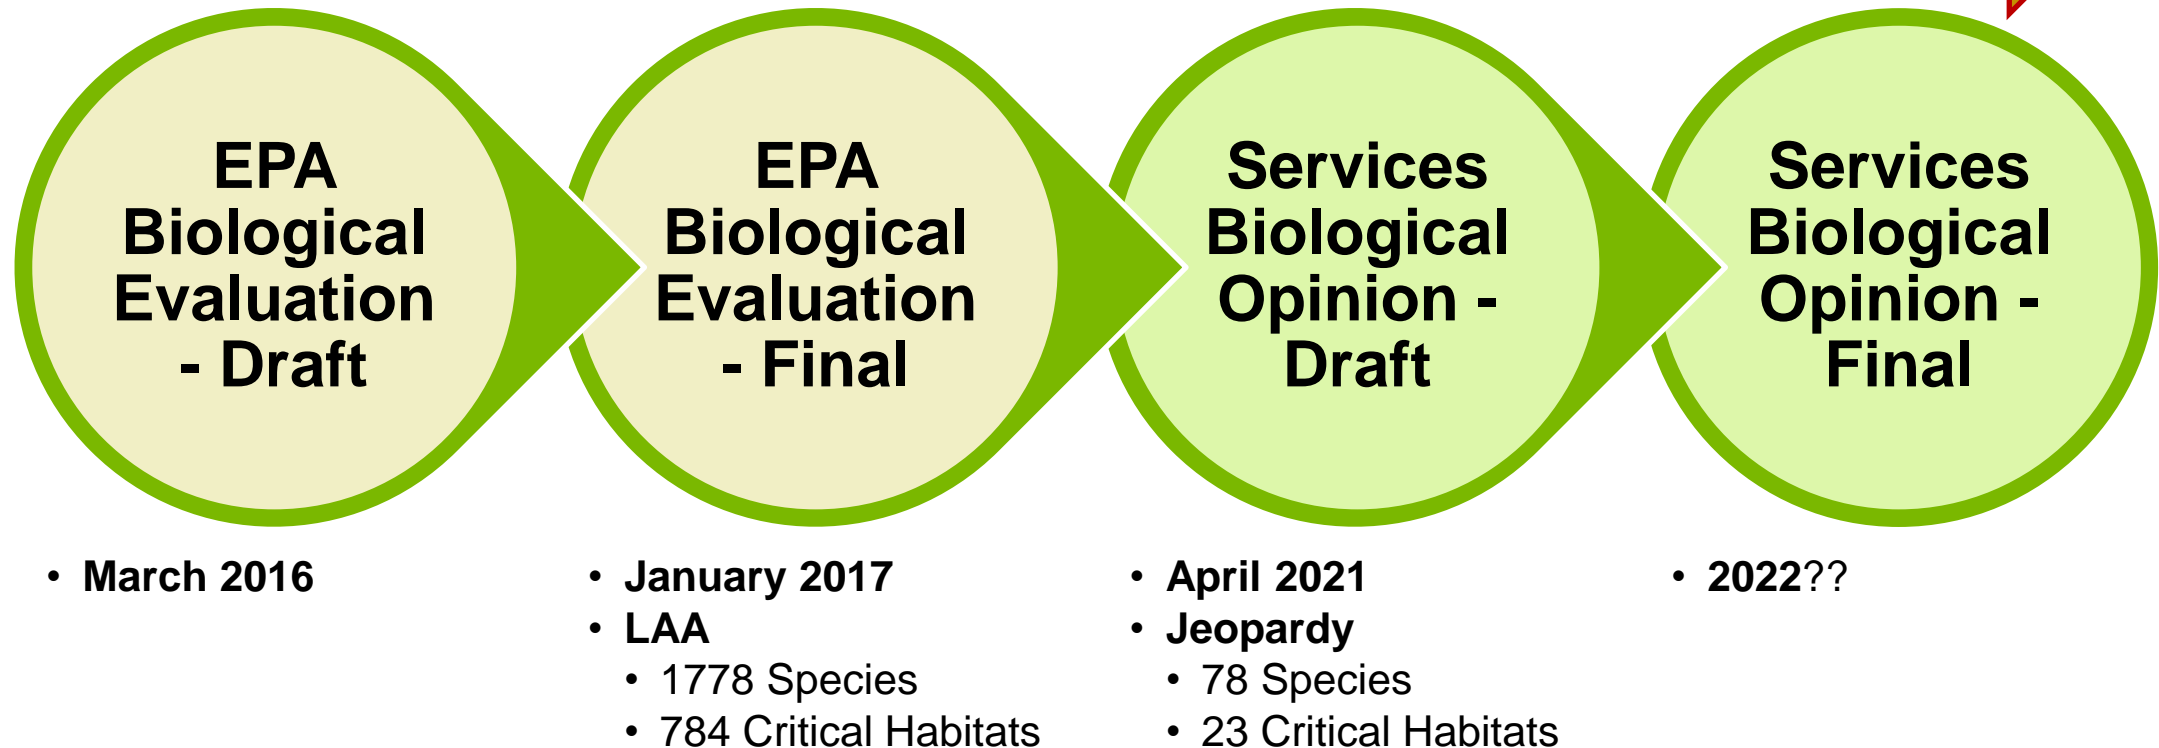 EPA
Biological
Evaluation
- Draft
EPA
Biological
Evaluation
- Final
Services
Biological
Opinion -
Draft
Services
Biological
Opinion -
Final
• March 2016
• January 2017
• LAA
• 1778 Species
• 784 Critical Habitats
• April 2021
• Jeopardy
• 78 Species
• 23 Critical Habitats
• 2022??